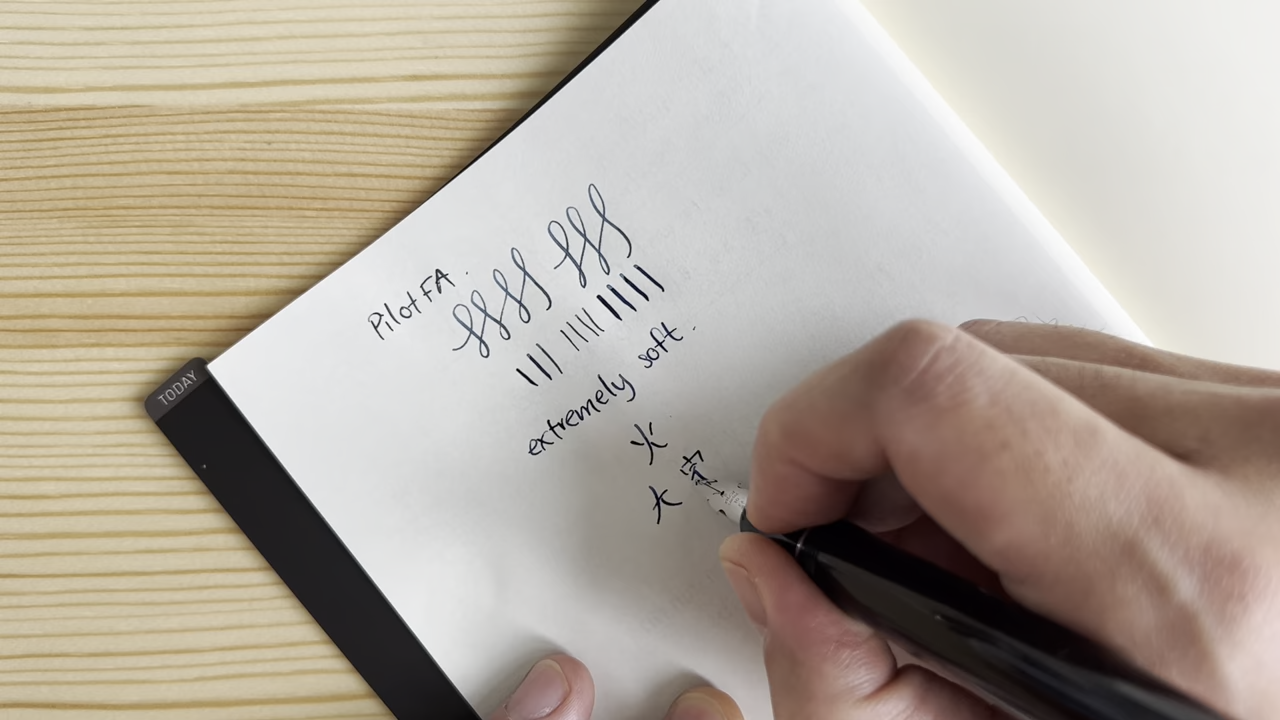 TODAY
Pilot FA.
extremely soft.
火
大